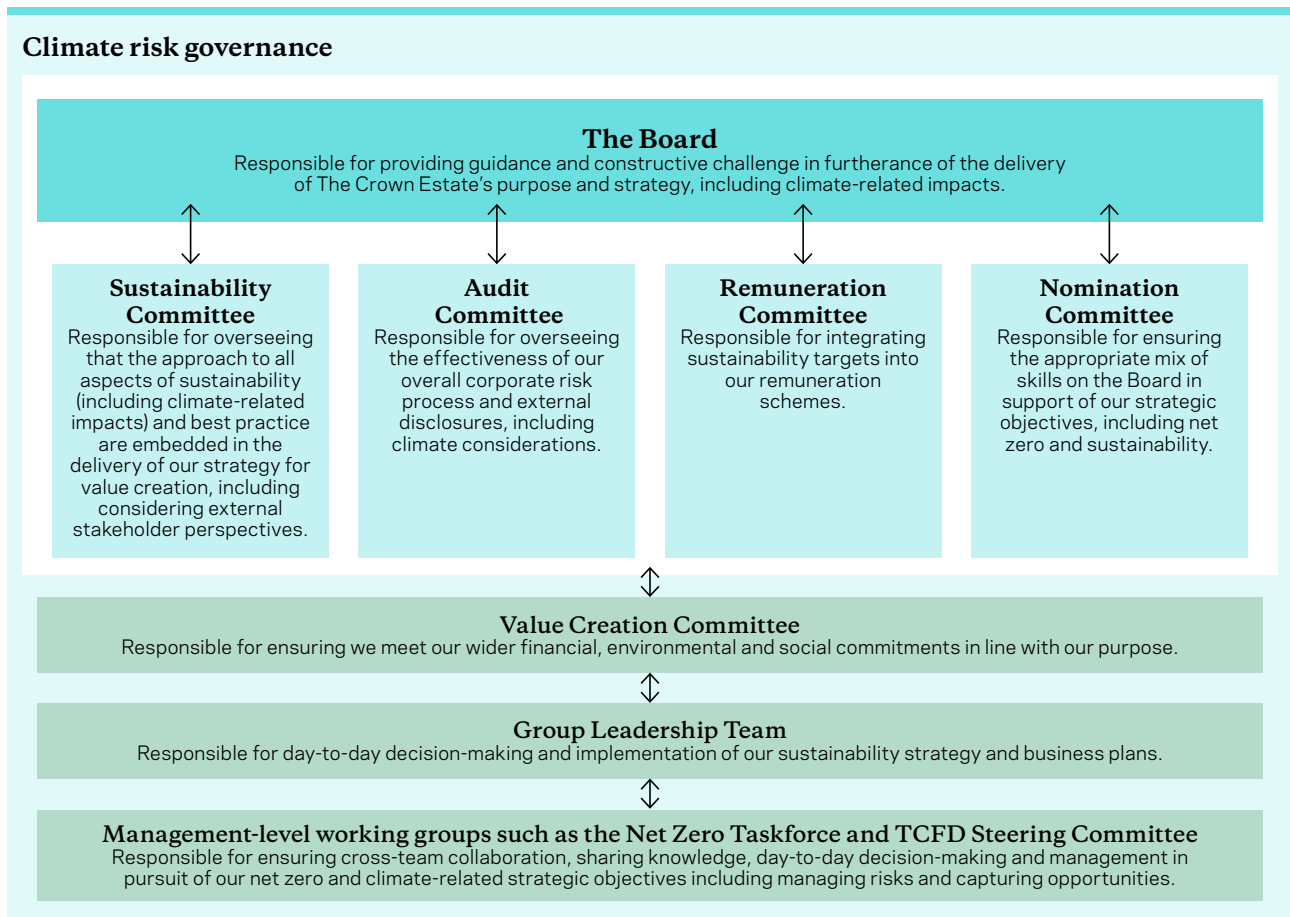 Climate risk governance
The Board
Responsible for providing guidance and constructive challenge in furtherance of the delivery
of The Crown Estate’s purpose and strategy, including climate-related impacts.
Sustainability
Committee
Responsible for overseeing
that the approach to all
aspects of sustainability
(including climate-related
impacts) and best practice
are embedded in the
delivery of our strategy for
value creation, including
considering external
stakeholder perspectives.
Audit
Committee
Responsible for overseeing
the effectiveness of our
overall corporate risk
process and external
disclosures, including
climate considerations.
Remuneration
Committee
Responsible for integrating
sustainability targets into
our remuneration
schemes.
Nomination
Committee
Responsible for ensuring
the appropriate mix of
skills on the Board in
support of our strategic
objectives, including net
zero and sustainability.
Value Creation Committee
Responsible for ensuring we meet our wider financial, environmental and social commitments in line with our purpose.
Group Leadership Team
Responsible for day-to-day decision-making and implementation of our sustainability strategy and business plans.
Management-level working groups such as the Net Zero Taskforce and TCFD Steering Committee
Responsible for ensuring cross-team collaboration, sharing knowledge, day-to-day decision-making and management in
pursuit of our net zero and climate-related strategic objectives including managing risks and capturing opportunities.